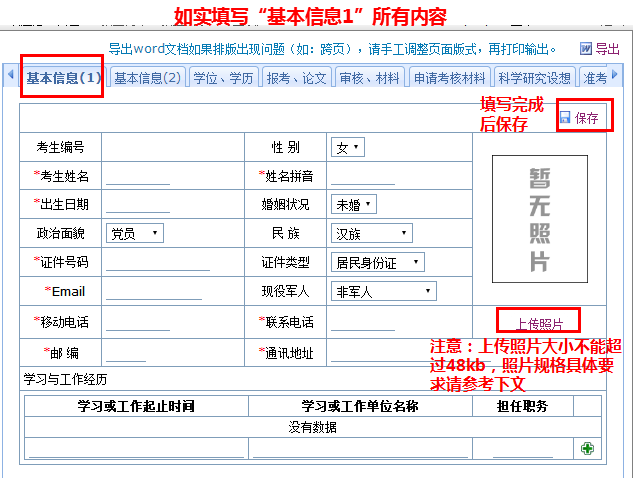 如实填写“基本信息1”所有内容
导出word文档如果排版出现问题（如：跨页），请手工调整页面版式，再打印输出。 导出
基本信息(1) 基本信息(2) 学位、学历 报考、论文 审核、材料 申请考核材料 科学研究设想 准考
填写完成
后保存
保存
考生编号 性 别 女
*考生姓名 *姓名拼音
*出生日期 婚姻状况 未婚
政治面貌 党员 民 族 汉族
*证件号码 证件类型 居民身份证
*Email 现役军人 非军人
*移动电话 *联系电话
*邮 编 *通讯地址
暂
无
照
片
上传照片
注意：上传照片大小不能超
过48kb，照片规格具体要
求请参考下文
学习与工作经历
学习或工作起止时间 学习或工作单位名称 担任职务
没有数据